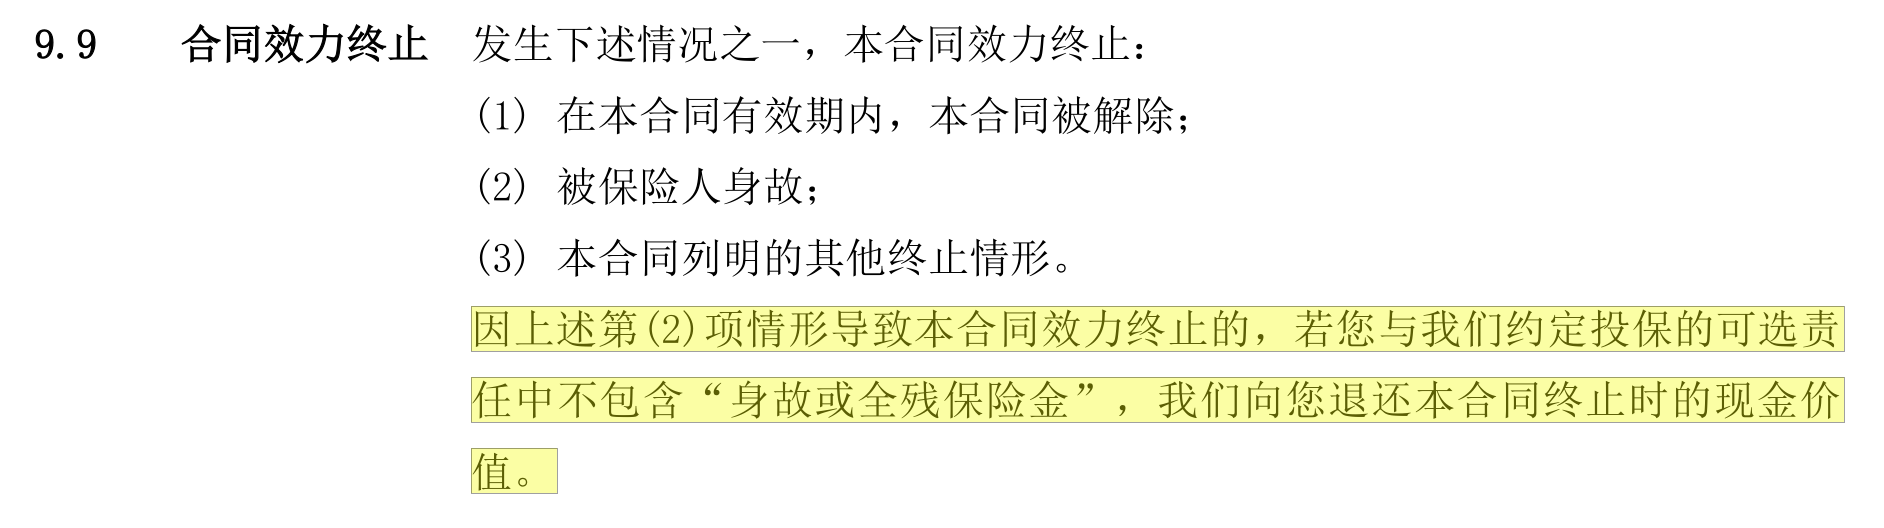 9.9 合同效力终止 发生下述情况之一，本合同效力终止：
(1) 在本合同有效期内，本合同被解除；
(2) 被保险人身故；
(3) 本合同列明的其他终止情形。
因上述第(2)项情形导致本合同效力终止的，若您与我们约定投保的可选责
任中不包含“身故或全残保险金”，我们向您退还本合同终止时的现金价
值。